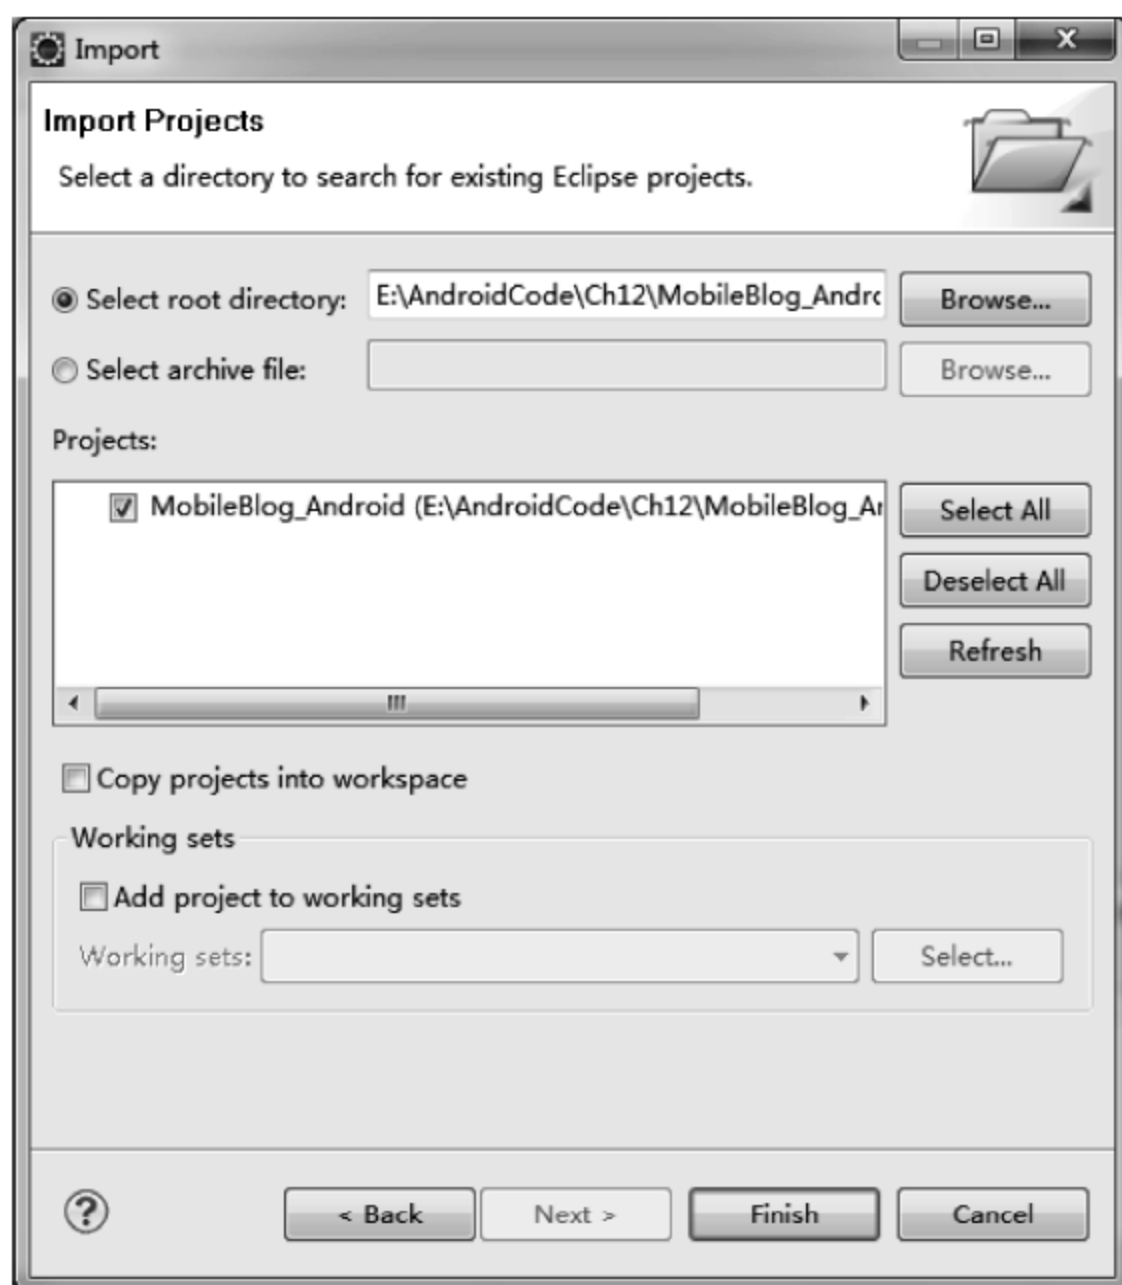 Import
Import Projects
Select a directory to search for existing Eclipse projects.
Select root directory: E:\AndroidCode\Ch12\MobileBlog_Andro Browse...
Select archive file: Browse...
Projects:
MobileBlog_Android (E:\AndroidCode\Ch12\MobileBlog_Ar Select All
Deselect All
Refresh
Copy projects into workspace
Working sets
Add project to working sets
Working sets: Select...
< Back Next > Finish Cancel